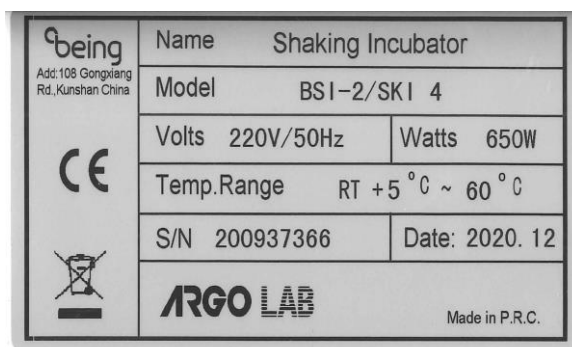 being
Add:108 Gongxiang
Rd.,Kunshan China
CE
Name Shaking Incubator
Model BSI-2/SKI 4
Volts 220V/50Hz Watts 650W
Temp.Range RT +5°C ~ 60°C
S/N 200937366 Date: 2020. 12
ARGO LAB
Made in P.R.C.